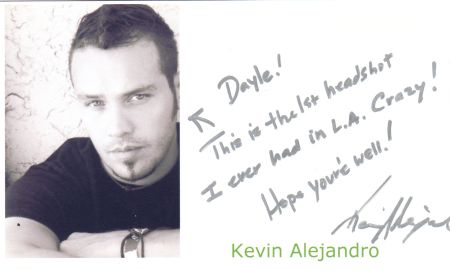 Dayle!
This is the 1st headshot
I ever had in L.A. Crazy!
Hope you're well!
Kevin Alejandro